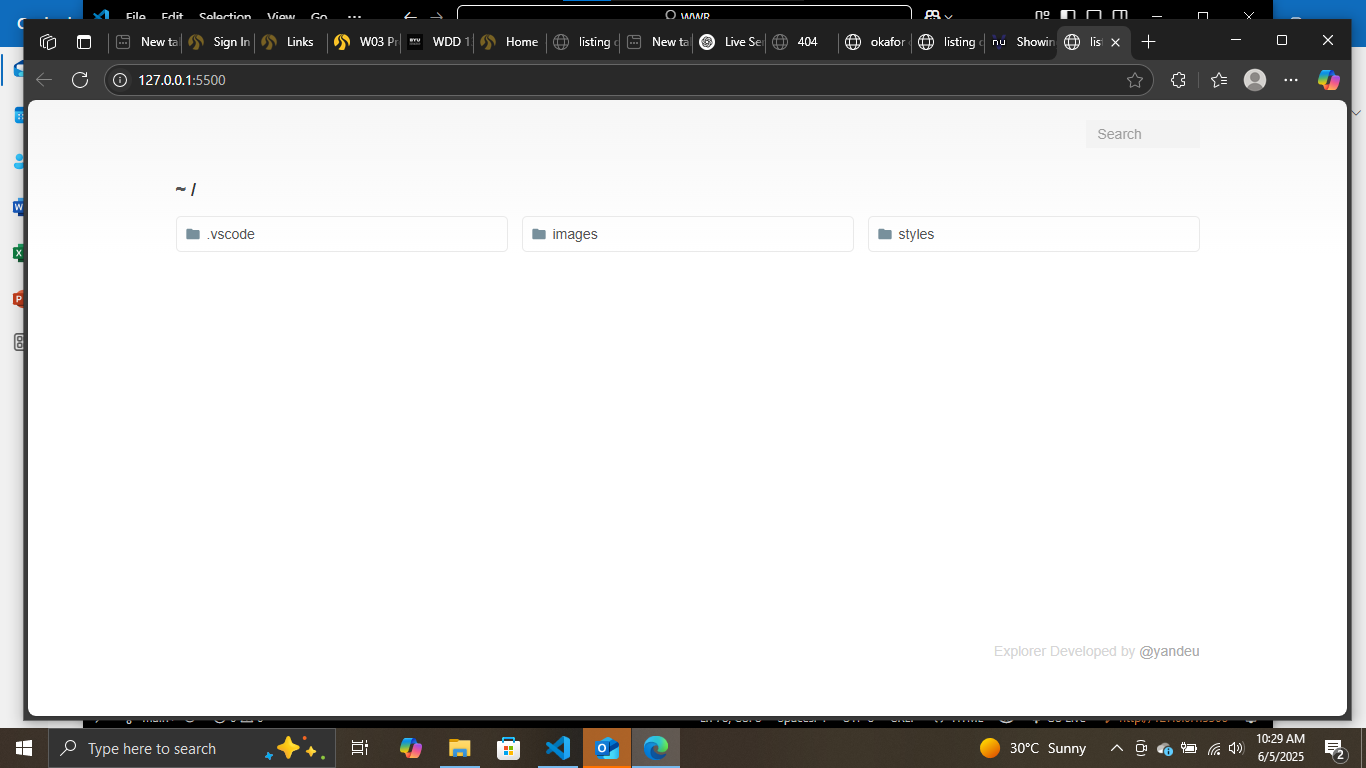 File Edit Selection View Go ... WWR
New ta Sign In Links W03 Pr WDD 1 Home listing c New ta Live Ser 404 okafor listing c Showin list
127.0.0.1:5500
Search
~ /
.vscode images styles
Explorer Developed by @yandeu
Type here to search
30°C Sunny
10:29 AM
6/5/2025
2